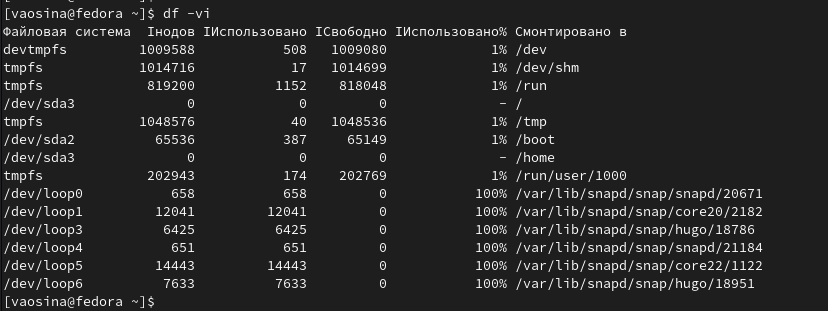 [vaosina@fedora ~]$ df -vi
Файловая система Iнодов IИспользовано IСвободно IИспользовано% Смонтировано в
devtmpfs 1009588 508 1009080 1% /dev
tmpfs 1014716 17 1014699 1% /dev/shm
tmpfs 819200 1152 818048 1% /run
/dev/sda3 0 0 0 - /
tmpfs 1048576 40 1048536 1% /tmp
/dev/sda2 65536 387 65149 1% /boot
/dev/sda3 0 0 0 - /home
tmpfs 202943 174 202769 1% /run/user/1000
/dev/loop0 658 658 0 100% /var/lib/snapd/snap/snapd/20671
/dev/loop1 12041 12041 0 100% /var/lib/snapd/snap/core20/2182
/dev/loop3 6425 6425 0 100% /var/lib/snapd/snap/hugo/18786
/dev/loop4 651 651 0 100% /var/lib/snapd/snap/snapd/21184
/dev/loop5 14443 14443 0 100% /var/lib/snapd/snap/core22/1122
/dev/loop6 7633 7633 0 100% /var/lib/snapd/snap/hugo/18951
[vaosina@fedora ~]$